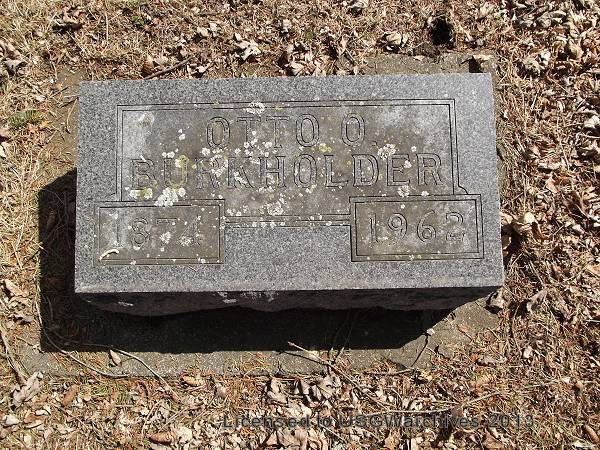 OTTO O.
BURKHOLDER
1874 1962
Licensed to USGWarchives 2013